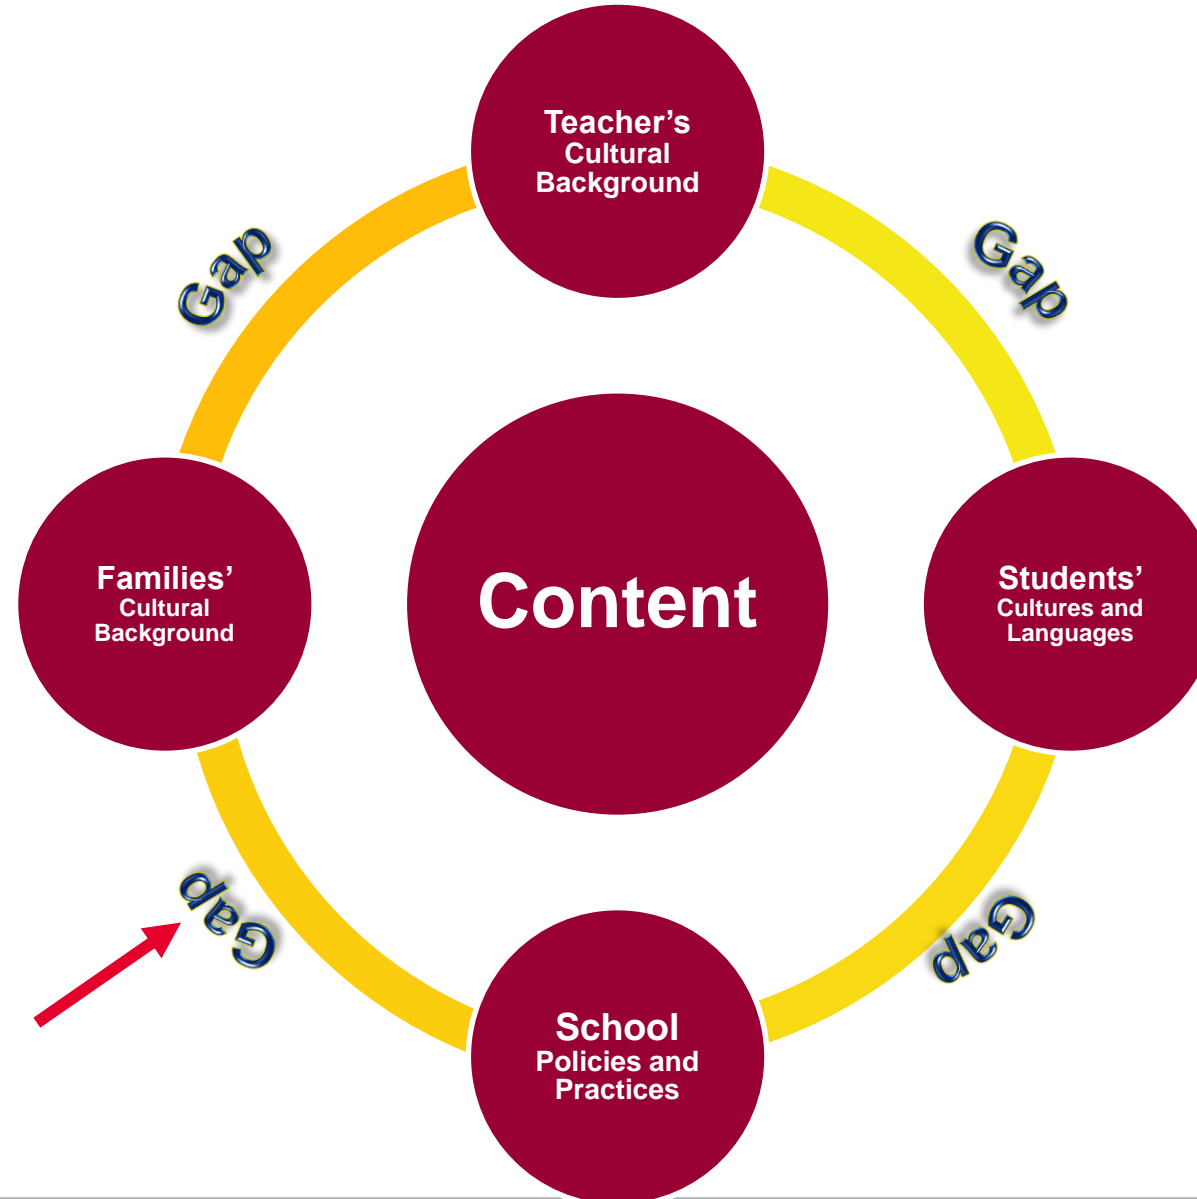 Teacher’s
Cultural
Background
Gap
Gap
Families’
Cultural
Background
Content
Students’
Cultures and
Languages
Gap
Gap
School
Policies and
Practices